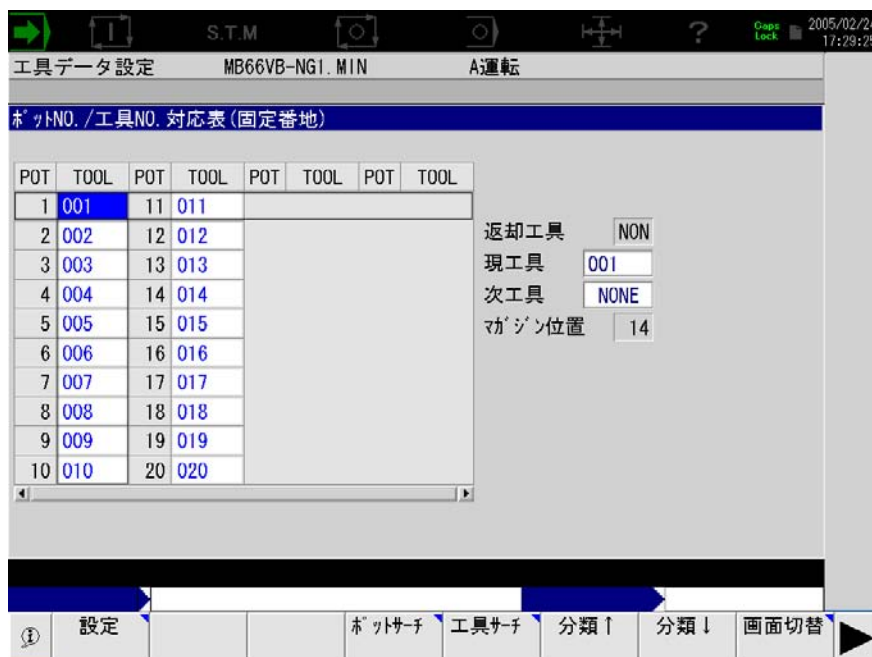 S.T.M ? Caps Lock 2005/02/24
17:29:25
工具データ設定 MB66VB-NG1.MIN A運転
ﾎﾟｯﾄNO./工具NO.対応表(固定番地)
POT TOOL POT TOOL POT TOOL POT TOOL
1 001 11 011
2 002 12 012
3 003 13 013
4 004 14 014
5 005 15 015
6 006 16 016
7 007 17 017
8 008 18 018
9 009 19 019
10 010 20 020
返却工具 NON
現工具 001
次工具 NONE
ﾏｶﾞｼﾞﾝ位置 14
設定 ﾎﾟｯﾄｻｰﾁ 工具ｻｰﾁ 分類↑ 分類↓ 画面切替